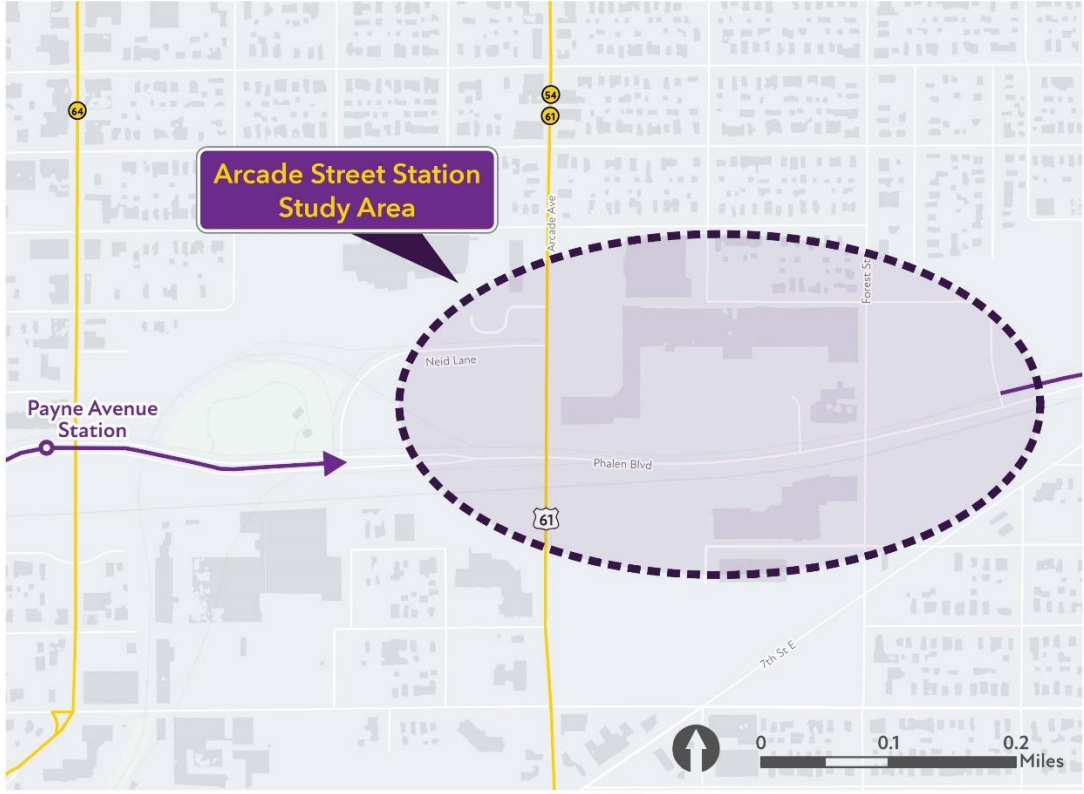 64
54
61
Arcade Street Station
Study Area
Arcade Ave
Forest St
Neid Lane
Payne Avenue
Station
Phalen Blvd
61
7th St E
0
0.1
0.2
Miles